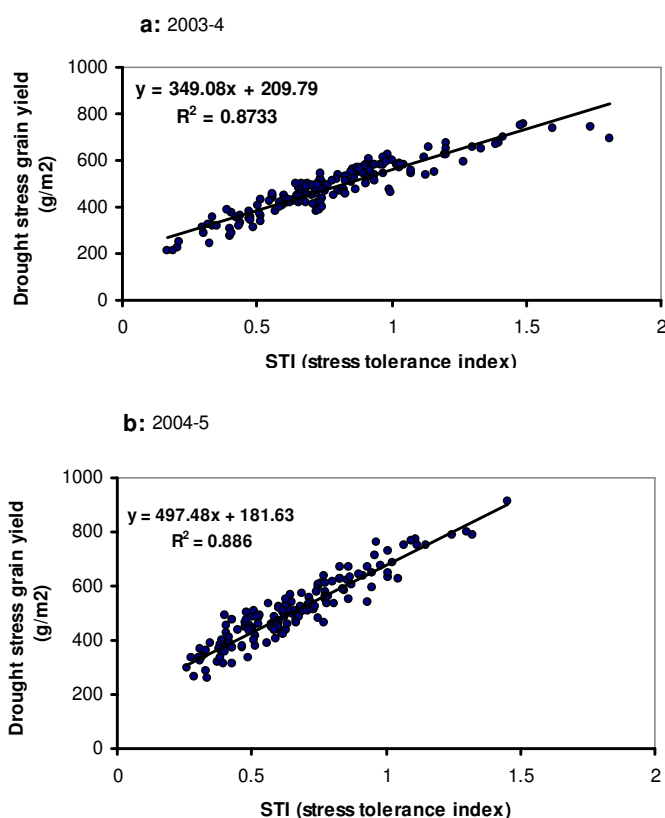 a: 2003-4
1000
800
600
400
200
0
Drought stress grain yield
(g/m2)
y = 349.08x + 209.79
R² = 0.8733
0 0.5 1 1.5 2
STI (stress tolerance index)
b: 2004-5
1000
800
600
400
200
0
Drought stress grain yield
(g/m2)
y = 497.48x + 181.63
R² = 0.886
0 0.5 1 1.5 2
STI (stress tolerance index)